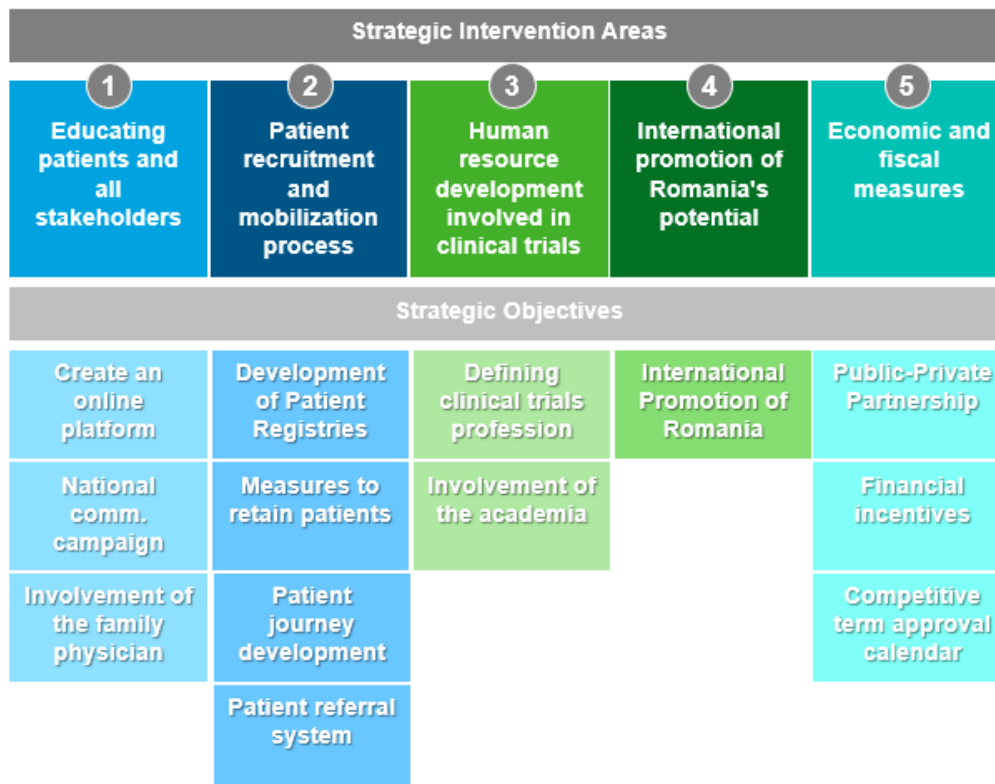 Strategic Intervention Areas
1
Educating
patients and
all
stakeholders
2
Patient
recruitment
and
mobilization
process
3
Human
resource
development
involved in
clinical trials
4
International
promotion of
Romania's
potential
5
Economic and
fiscal
measures
Strategic Objectives
Create an
online
platform
National
comm.
campaign
Involvement of
the family
physician
Development
of Patient
Registries
Measures to
retain patients
Patient
journey
development
Patient referral
system
Defining
clinical trials
profession
Involvement of
the academia
International
Promotion of
Romania
Public-Private
Partnership
Financial
incentives
Competitive
term approval
calendar